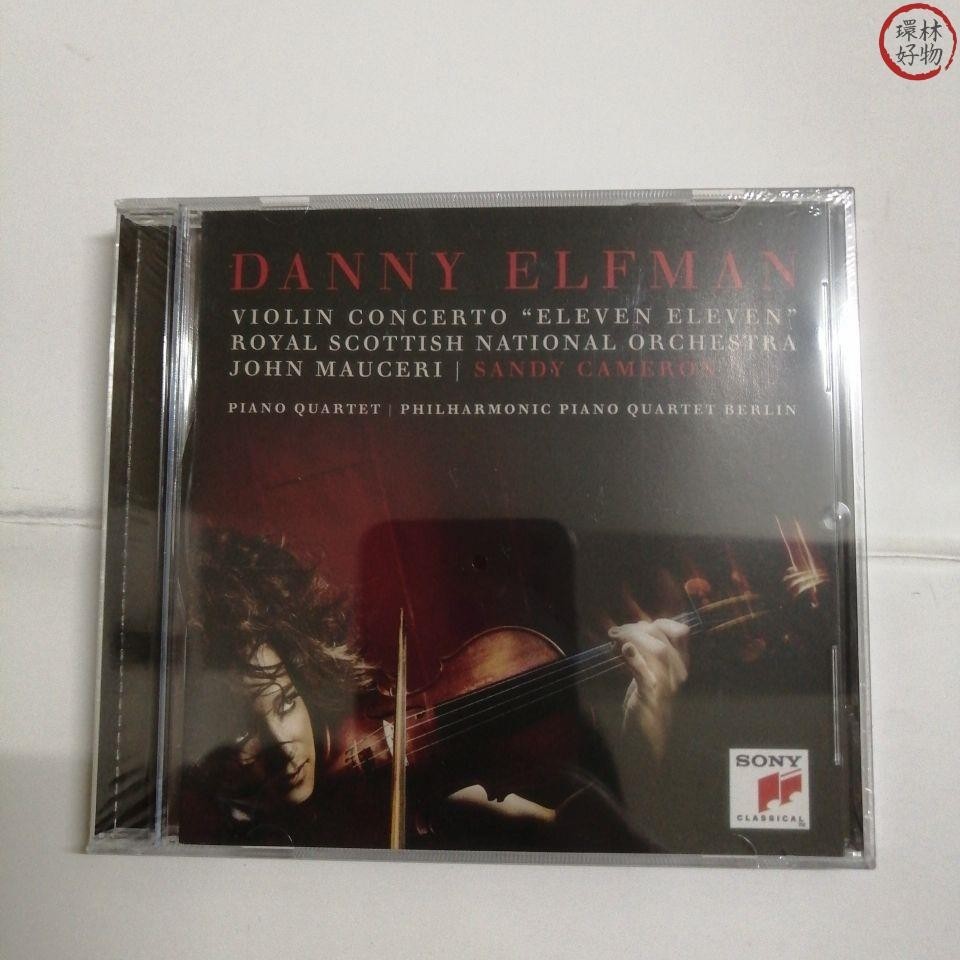 環林
好物
DANNY ELFMAN
VIOLIN CONCERTO “ELEVEN ELEVEN”
ROYAL SCOTTISH NATIONAL ORCHESTRA
JOHN MAUCERI | SANDY CAMERON
PIANO QUARTET | PHILHARMONIC PIANO QUARTET BERLIN
SONY
CLASSICAL